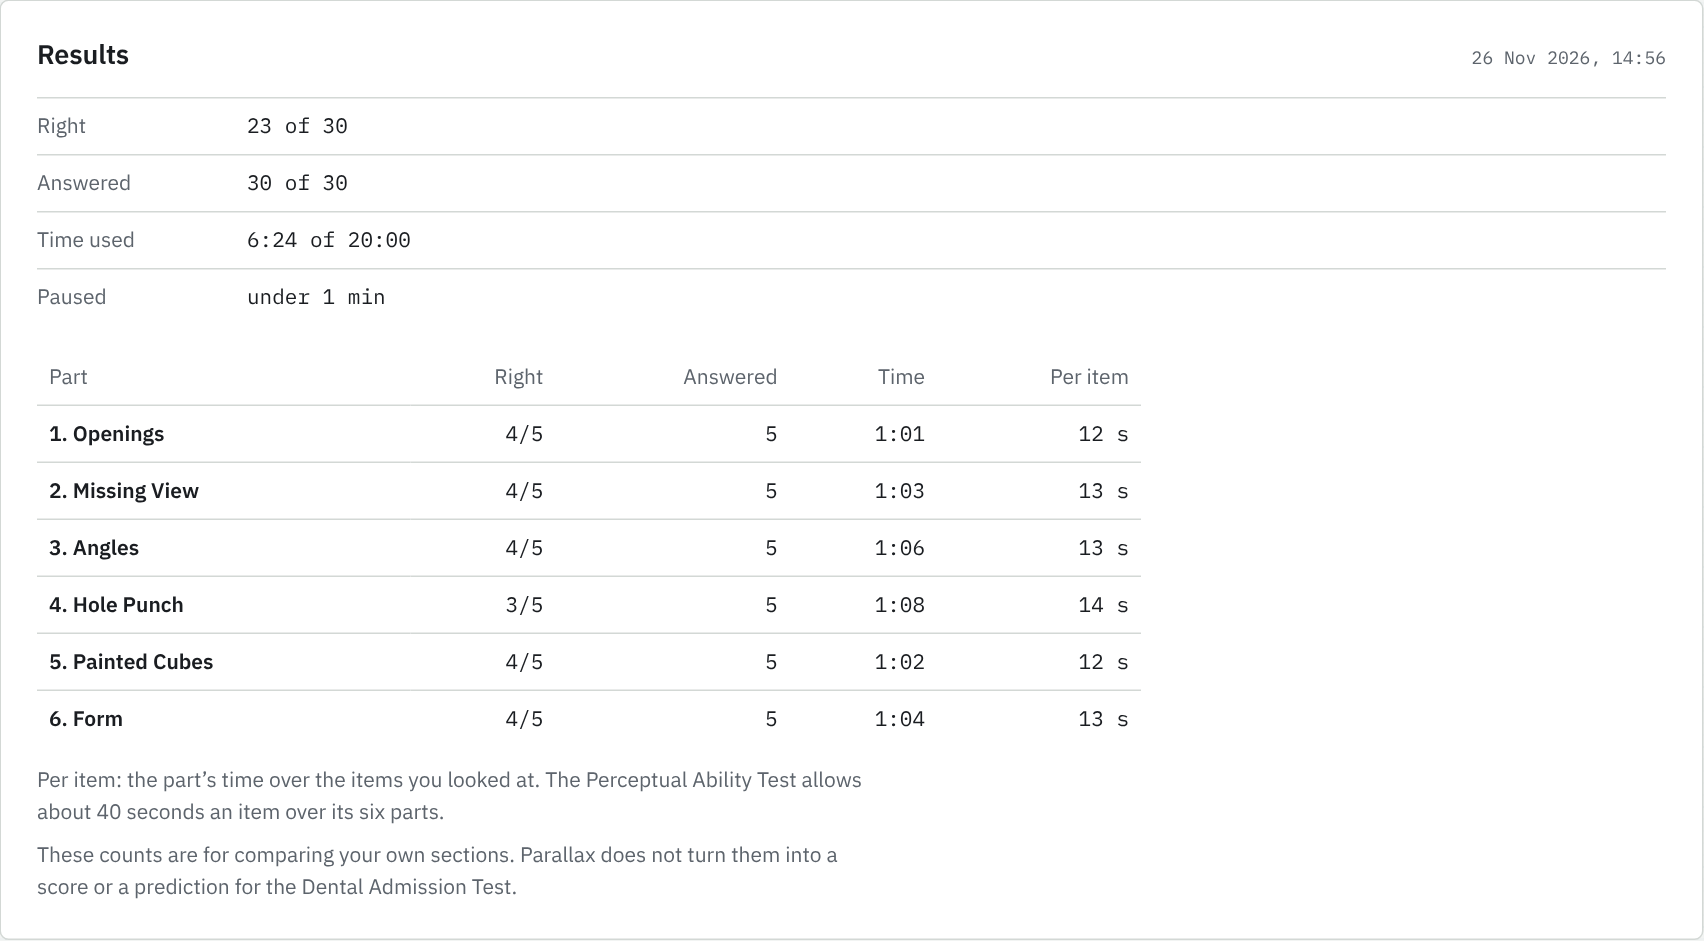 Results
26 Nov 2026, 14:56
Right 23 of 30
Answered 30 of 30
Time used 6:24 of 20:00
Paused under 1 min
Part Right Answered Time Per item
1. Openings 4/5 5 1:01 12 s
2. Missing View 4/5 5 1:03 13 s
3. Angles 4/5 5 1:06 13 s
4. Hole Punch 3/5 5 1:08 14 s
5. Painted Cubes 4/5 5 1:02 12 s
6. Form 4/5 5 1:04 13 s
Per item: the part’s time over the items you looked at. The Perceptual Ability Test allows
about 40 seconds an item over its six parts.
These counts are for comparing your own sections. Parallax does not turn them into a
score or a prediction for the Dental Admission Test.